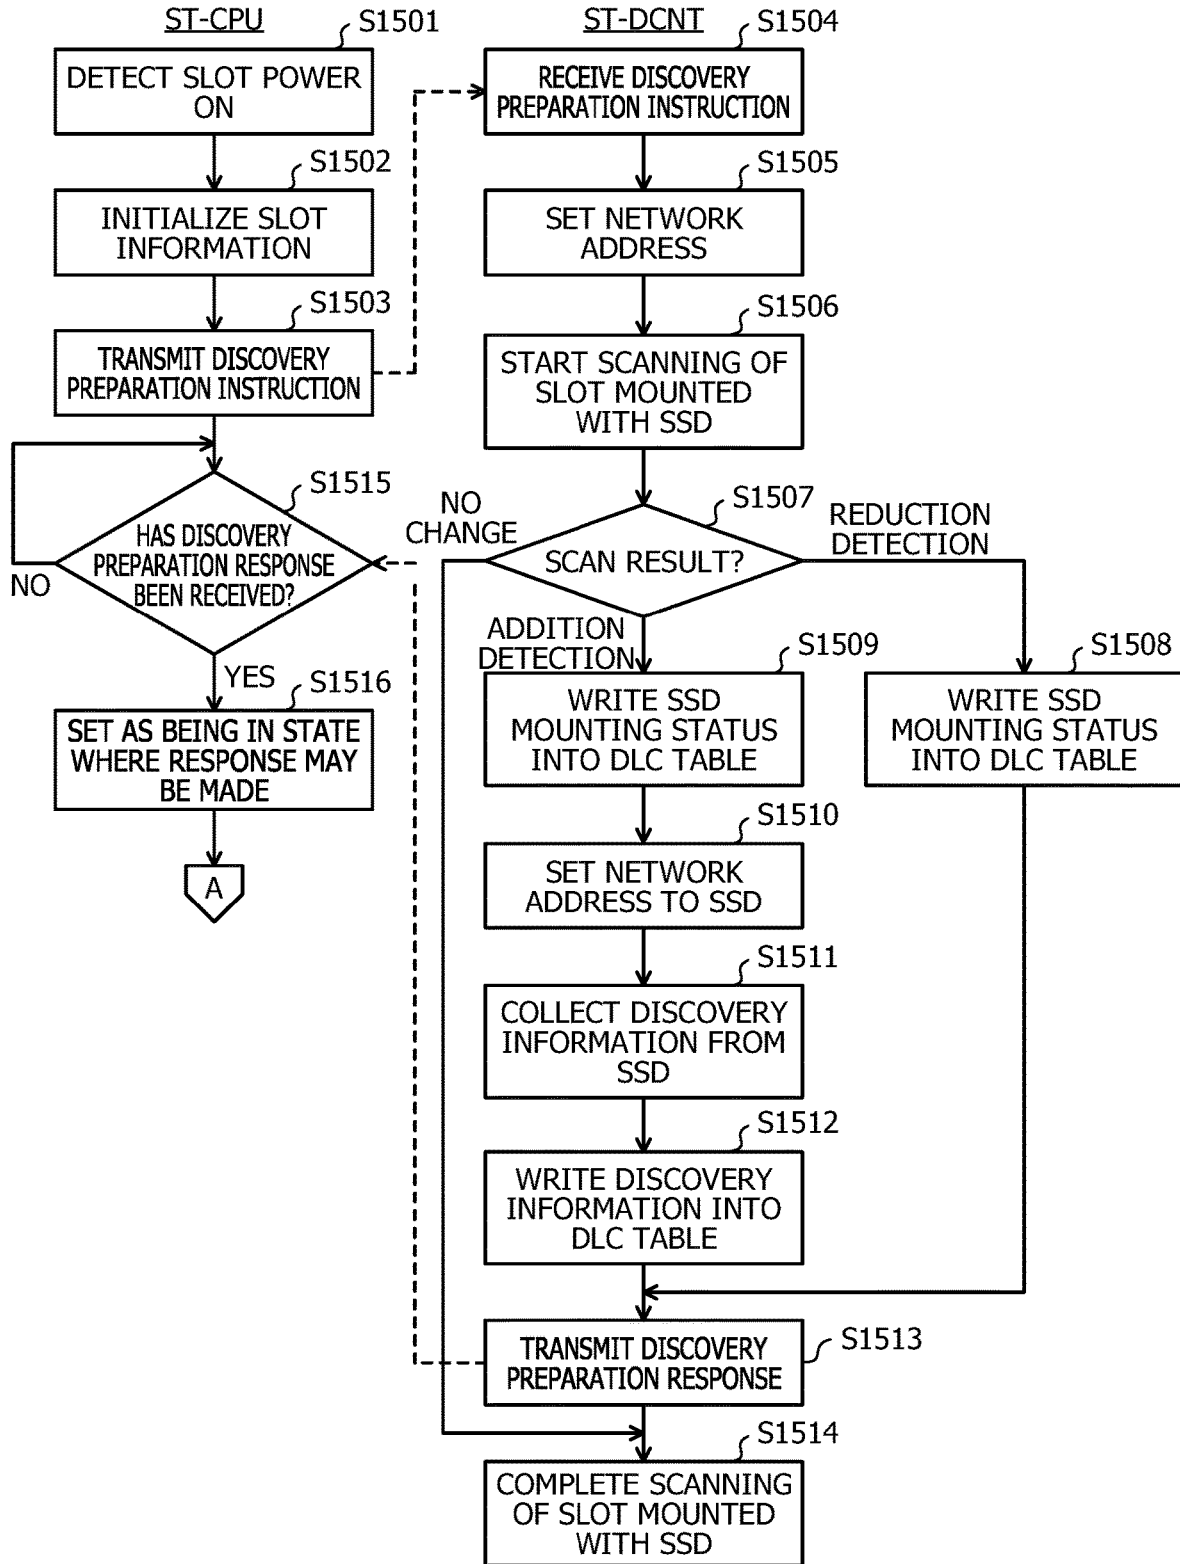 ST-CPU
S1501
DETECT SLOT POWER
ON
S1502
INITIALIZE SLOT
INFORMATION
S1503
TRANSMIT DISCOVERY
PREPARATION INSTRUCTION
S1515
HAS DISCOVERY
PREPARATION RESPONSE
BEEN RECEIVED?
NO
YES
S1516
SET AS BEING IN STATE
WHERE RESPONSE MAY
BE MADE
A
ST-DCNT
S1504
RECEIVE DISCOVERY
PREPARATION INSTRUCTION
S1505
SET NETWORK
ADDRESS
S1506
START SCANNING OF
SLOT MOUNTED
WITH SSD
S1507
SCAN RESULT?
NO
CHANGE
REDUCTION
DETECTION
ADDITION
DETECTION
S1509
WRITE SSD
MOUNTING STATUS
INTO DLC TABLE
S1508
WRITE SSD
MOUNTING STATUS
INTO DLC TABLE
S1510
SET NETWORK
ADDRESS TO SSD
S1511
COLLECT DISCOVERY
INFORMATION FROM
SSD
S1512
WRITE DISCOVERY
INFORMATION INTO
DLC TABLE
S1513
TRANSMIT DISCOVERY
PREPARATION RESPONSE
S1514
COMPLETE SCANNING
OF SLOT MOUNTED
WITH SSD